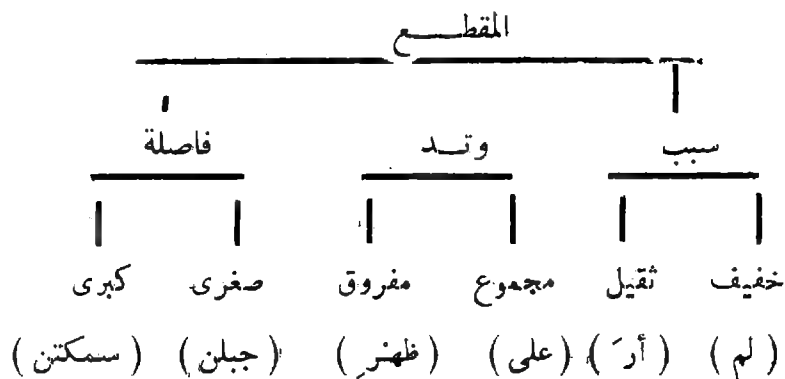 المقطع
سبب وتد فاصلة
خفيف ثقيل مجموع مفروق صغرى كبرى
(لم) (أرَ) (على) (ظهرِ) (جبلن) (سمكتن)